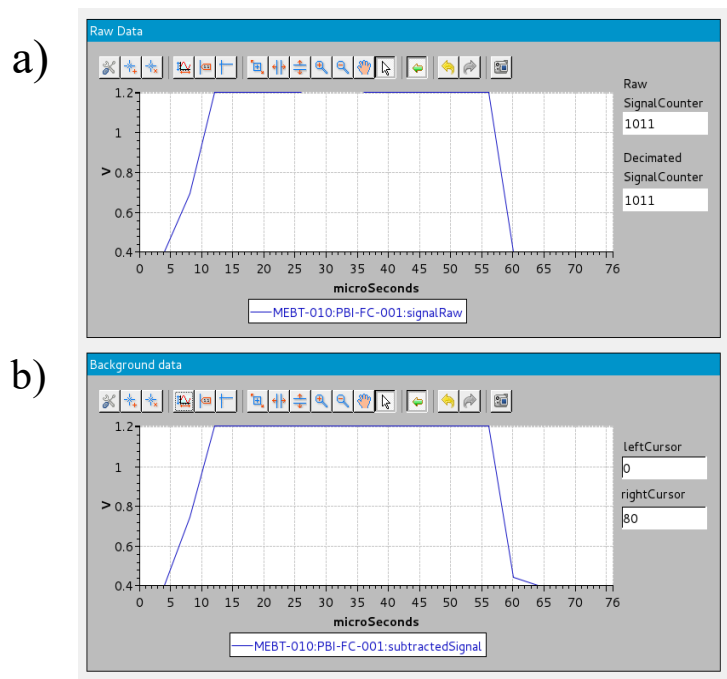 a)
Raw Data
Raw
SignalCounter
1011
Decimated
SignalCounter
1011
1.2
1
0.8
0.6
0.4
V
0 5 10 15 20 25 30 35 40 45 50 55 60 65 70 76
microSeconds
MEBT-010:PBI-FC-001:signalRaw
b)
Background data
leftCursor
0
rightCursor
80
1.2
1
0.8
0.6
0.4
V
0 5 10 15 20 25 30 35 40 45 50 55 60 65 70 76
microSeconds
MEBT-010:PBI-FC-001:subtractedSignal